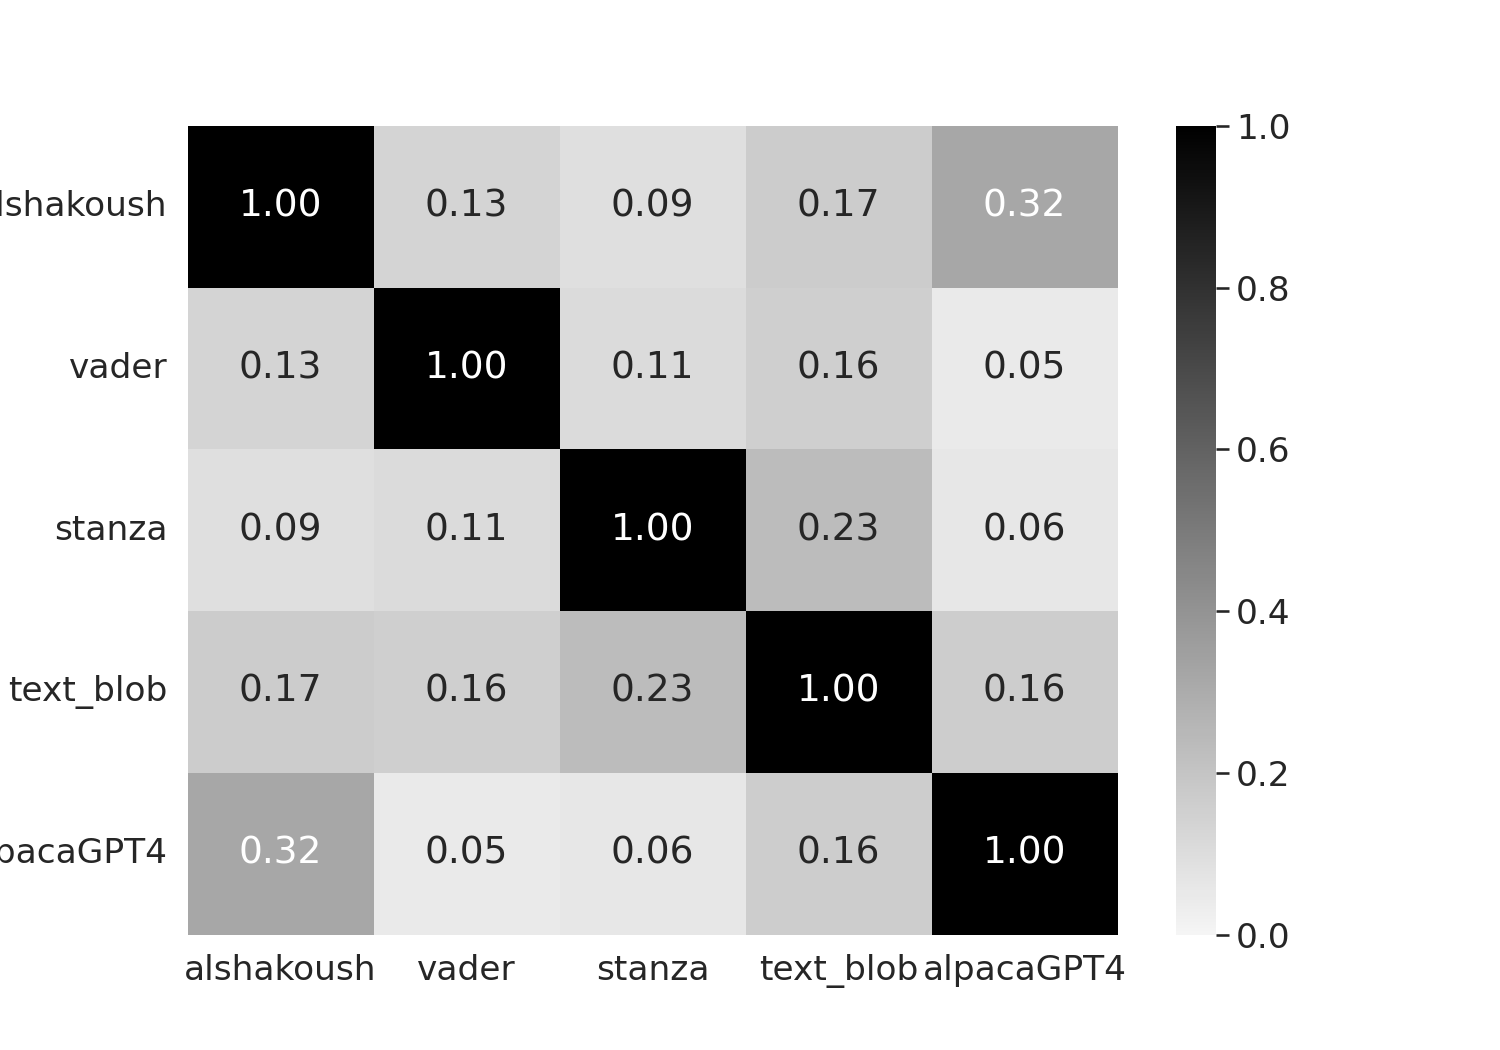 1.0
lshakoush 1.00 0.13 0.09 0.17 0.32
0.8
vader 0.13 1.00 0.11 0.16 0.05
0.6
stanza 0.09 0.11 1.00 0.23 0.06
0.4
text_blob 0.17 0.16 0.23 1.00 0.16
0.2
pacaGPT4 0.32 0.05 0.06 0.16 1.00
0.0
alshakoush vader stanza text_blob alpacaGPT4